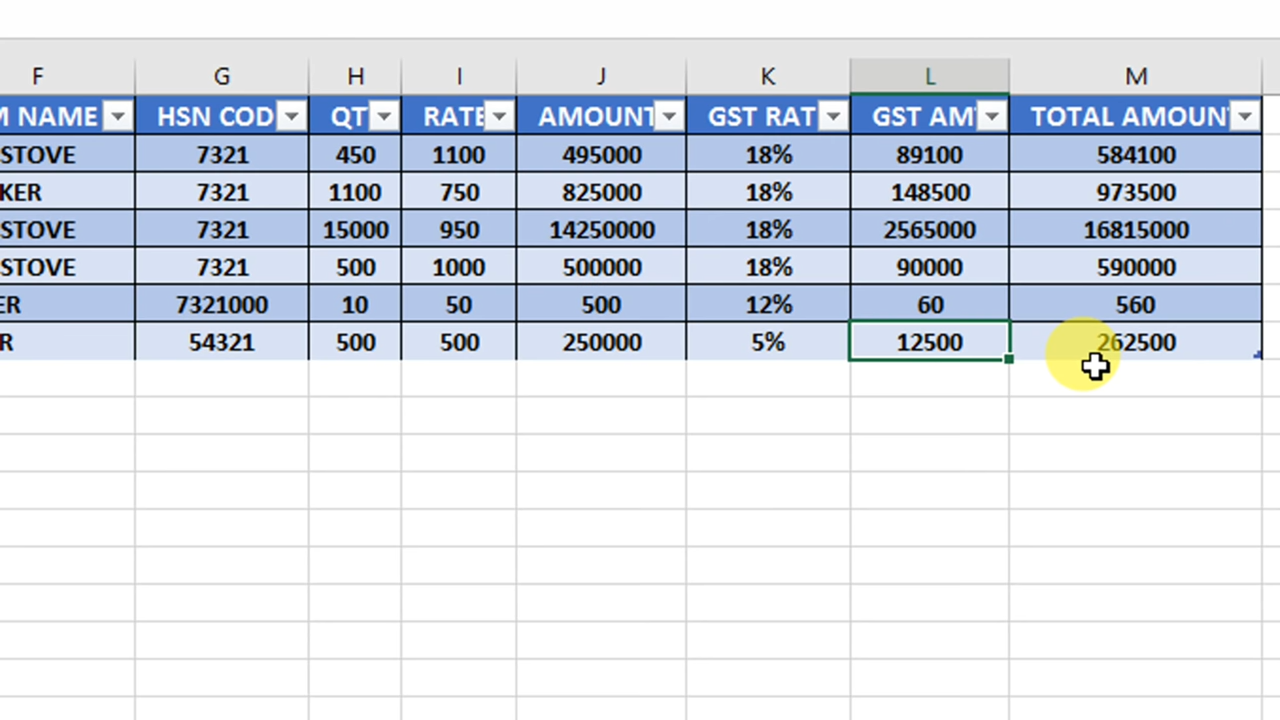 F G H I J K L M
M NAME HSN COD QT RATE AMOUNT GST RAT GST AM TOTAL AMOUN
STOVE 7321 450 1100 495000 18% 89100 584100
KER 7321 1100 750 825000 18% 148500 973500
STOVE 7321 15000 950 14250000 18% 2565000 16815000
STOVE 7321 500 1000 500000 18% 90000 590000
ER 7321000 10 50 500 12% 60 560
R 54321 500 500 250000 5% 12500 262500